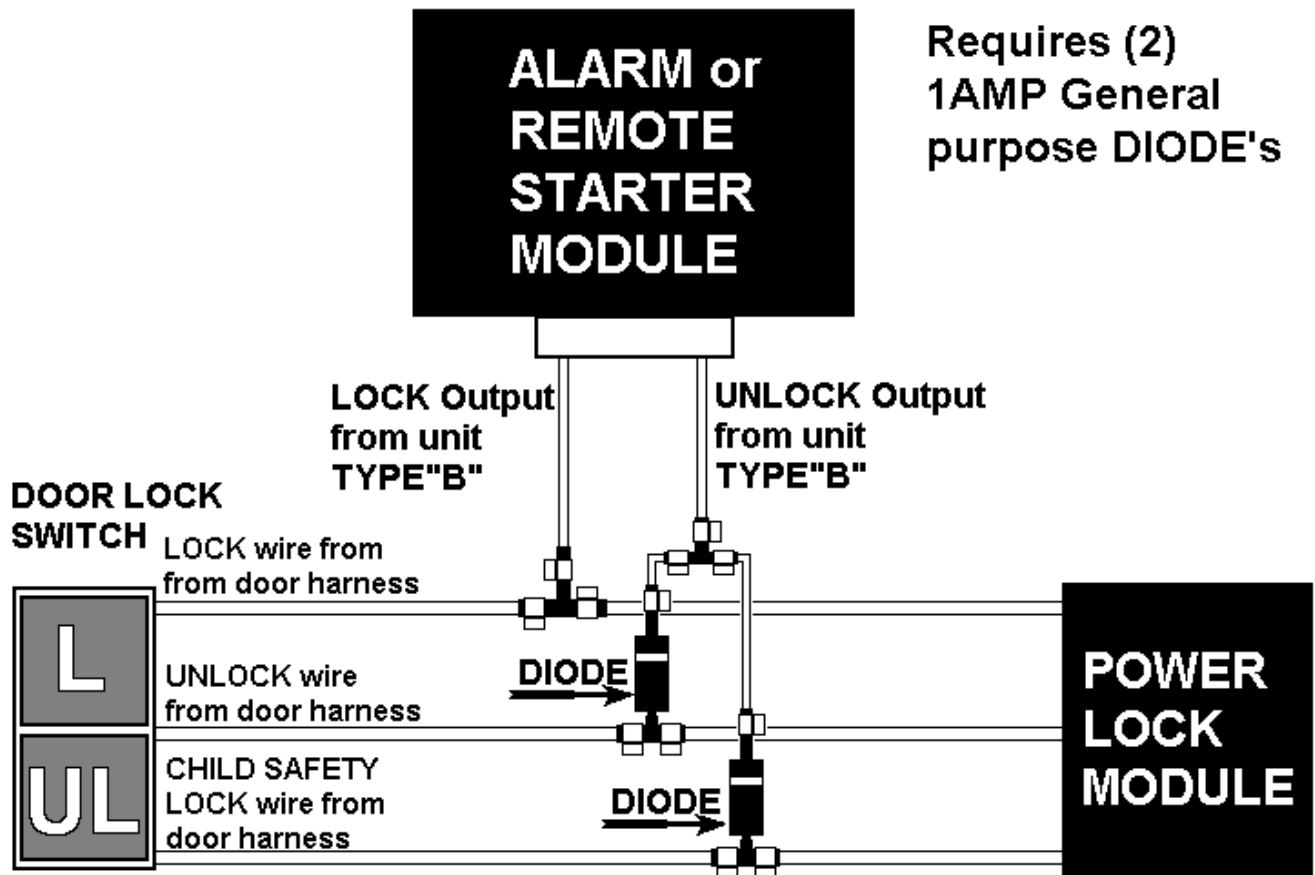 ALARM or
REMOTE
STARTER
MODULE
Requires (2)
1AMP General
purpose DIODE's
LOCK Output
from unit
TYPE"B"
UNLOCK Output
from unit
TYPE"B"
DOOR LOCK
SWITCH
LOCK wire from
from door harness
L
UNLOCK wire
from door harness
DIODE
UL
CHILD SAFETY
LOCK wire from
door harness
DIODE
POWER
LOCK
MODULE